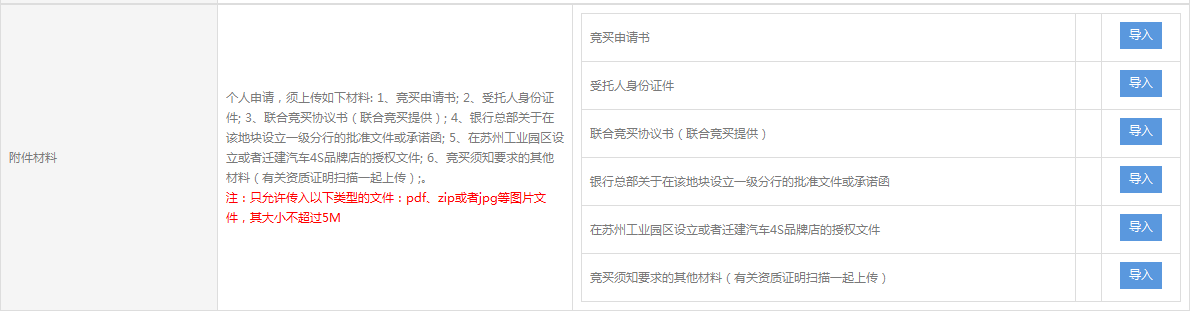 附件材料
个人申请，须上传如下材料: 1、竞买申请书; 2、受托人身份证
件; 3、联合竞买协议书（联合竞买提供）; 4、银行总部关于在
该地块设立一级分行的批准文件或承诺函; 5、在苏州工业园区设
立或者迁建汽车4S品牌店的授权文件; 6、竞买须知要求的其他
材料（有关资质证明扫描一起上传）;。
注：只允许传入以下类型的文件：pdf、zip或者jpg等图片文
件，其大小不超过5M
竞买申请书 导入
受托人身份证件 导入
联合竞买协议书（联合竞买提供） 导入
银行总部关于在该地块设立一级分行的批准文件或承诺函 导入
在苏州工业园区设立或者迁建汽车4S品牌店的授权文件 导入
竞买须知要求的其他材料（有关资质证明扫描一起上传） 导入